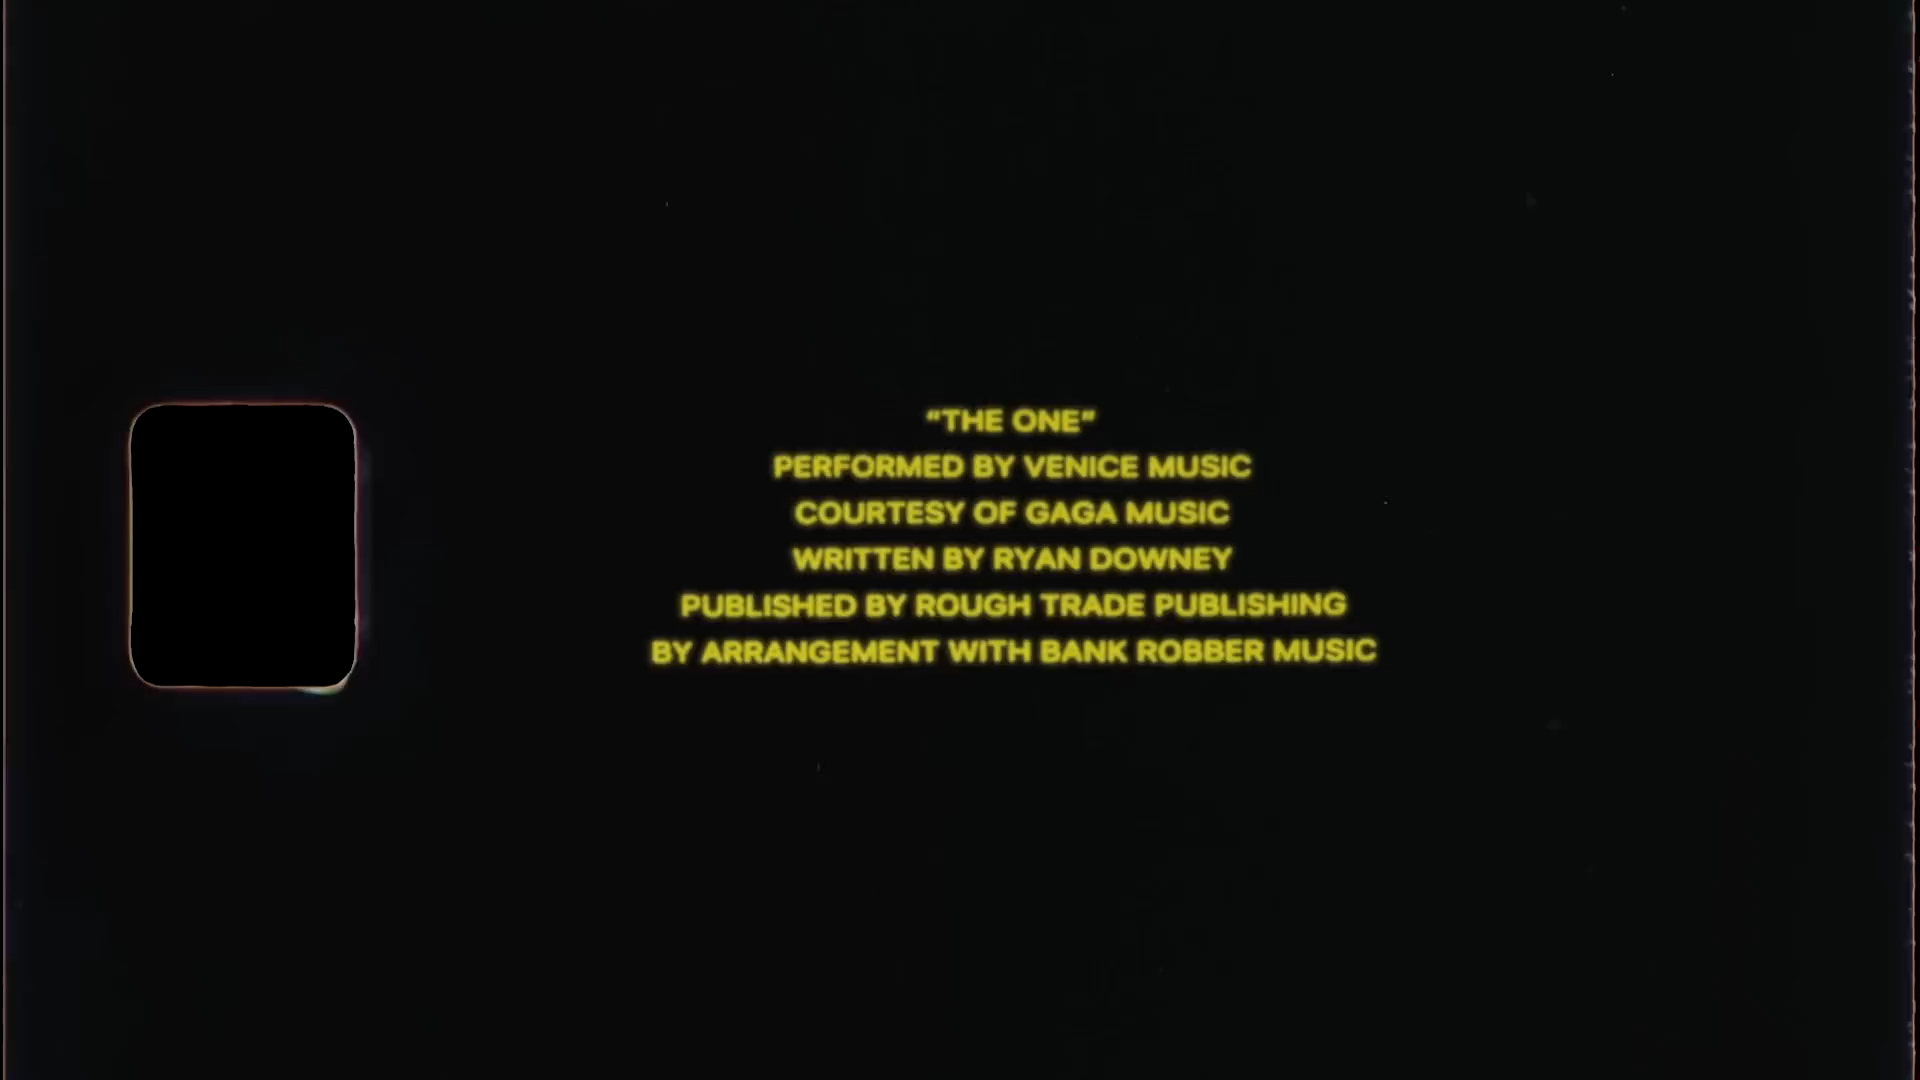 “THE ONE”
PERFORMED BY VENICE MUSIC
COURTESY OF GAGA MUSIC
WRITTEN BY RYAN DOWNEY
PUBLISHED BY ROUGH TRADE PUBLISHING
BY ARRANGEMENT WITH BANK ROBBER MUSIC